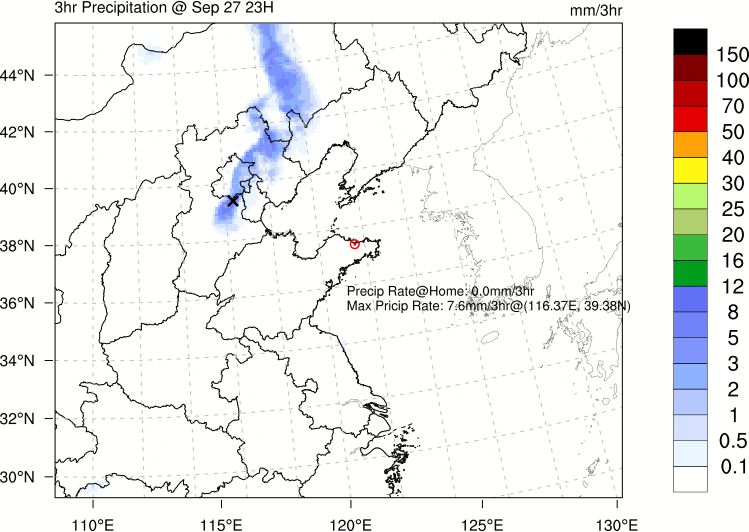 3hr Precipitation @ Sep 27 23H
mm/3hr
44°N
42°N
40°N
38°N
36°N
34°N
32°N
30°N
Precip Rate@Home: 0.0mm/3hr
Max Pricip Rate: 7.6mm/3hr@(116.37E, 39.38N)
110°E
115°E
120°E
125°E
130°E
150
100
70
50
40
30
25
20
16
12
8
5
3
2
1
0.5
0.1